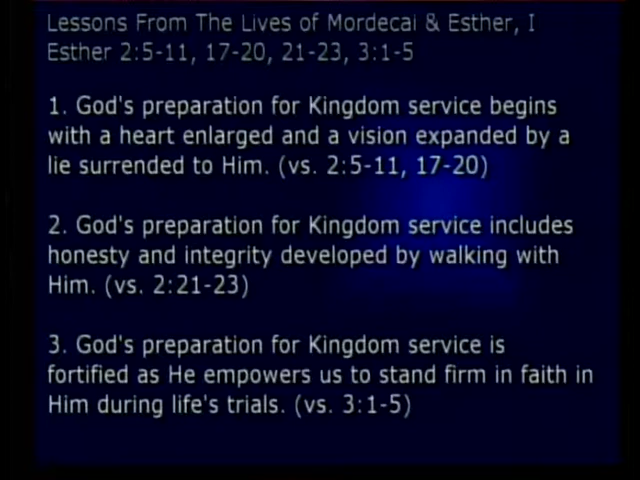 Lessons From The Lives of Mordecai & Esther, I
Esther 2:5-11, 17-20, 21-23, 3:1-5
1. God's preparation for Kingdom service begins
with a heart enlarged and a vision expanded by a
lie surrended to Him. (vs. 2:5-11, 17-20)
2. God's preparation for Kingdom service includes
honesty and integrity developed by walking with
Him. (vs. 2:21-23)
3. God's preparation for Kingdom service is
fortified as He empowers us to stand firm in faith in
Him during life's trials. (vs. 3:1-5)